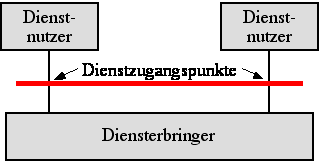 Dienst-
nutzer
Dienst-
nutzer
Dienstzugangspunkte
Diensterbringer